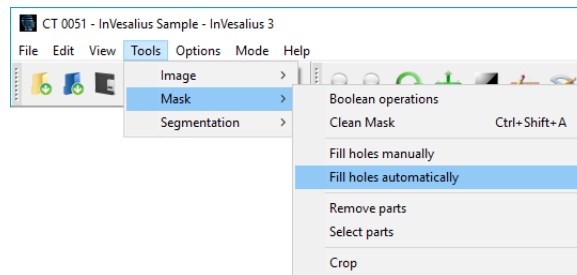 CT 0051 - InVesalius Sample - InVesalius 3
File Edit View Tools Options Mode Help
Image
Mask
Segmentation
Boolean operations
Clean Mask Ctrl+Shift+A
Fill holes manually
Fill holes automatically
Remove parts
Select parts
Crop